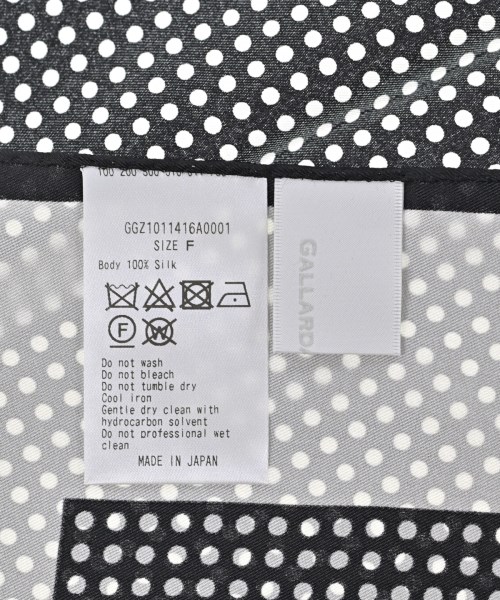 GGZ1011416A0001
SIZE F
Body 100% Silk
F
W
Do not wash
Do not bleach
Do not tumble dry
Cool iron
Gentle dry clean with
hydrocarbon solvent
Do not professional wet
clean
MADE IN JAPAN
GALLARDA